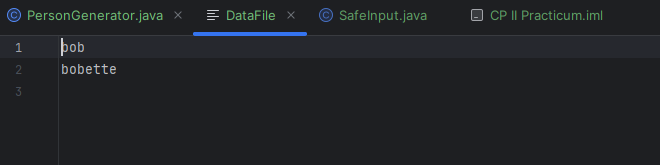 PersonGenerator.java DataFile SafeInput.java CP II Practicum.iml
1 bob
2 bobette
3